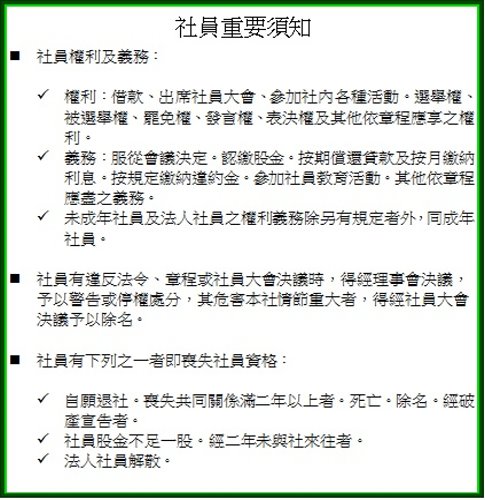 社員重要須知
■ 社員權利及義務：
✓ 權利：借款、出席社員大會、參加社內各種活動。選舉權、
被選舉權、罷免權、發言權、表決權及其他依章程應享之權
利。
✓ 義務：服從會議決定。認繳股金。按期償還貸款及按月繳納
利息。按規定繳納違約金。參加社員教育活動。其他依章程
應盡之義務。
✓ 未成年社員及法人社員之權利義務除另有規定者外，同成年
社員。
■ 社員有違反法令、章程或社員大會決議時，得經理事會決議，
予以警告或停權處分，其危害本社情節重大者，得經社員大會
決議予以除名。
■ 社員有下列之一者即喪失社員資格：
✓ 自願退社。喪失共同關係滿二年以上者。死亡。除名。經破
產宣告者。
✓ 社員股金不足一股。經二年未與社來往者。
✓ 法人社員解散。